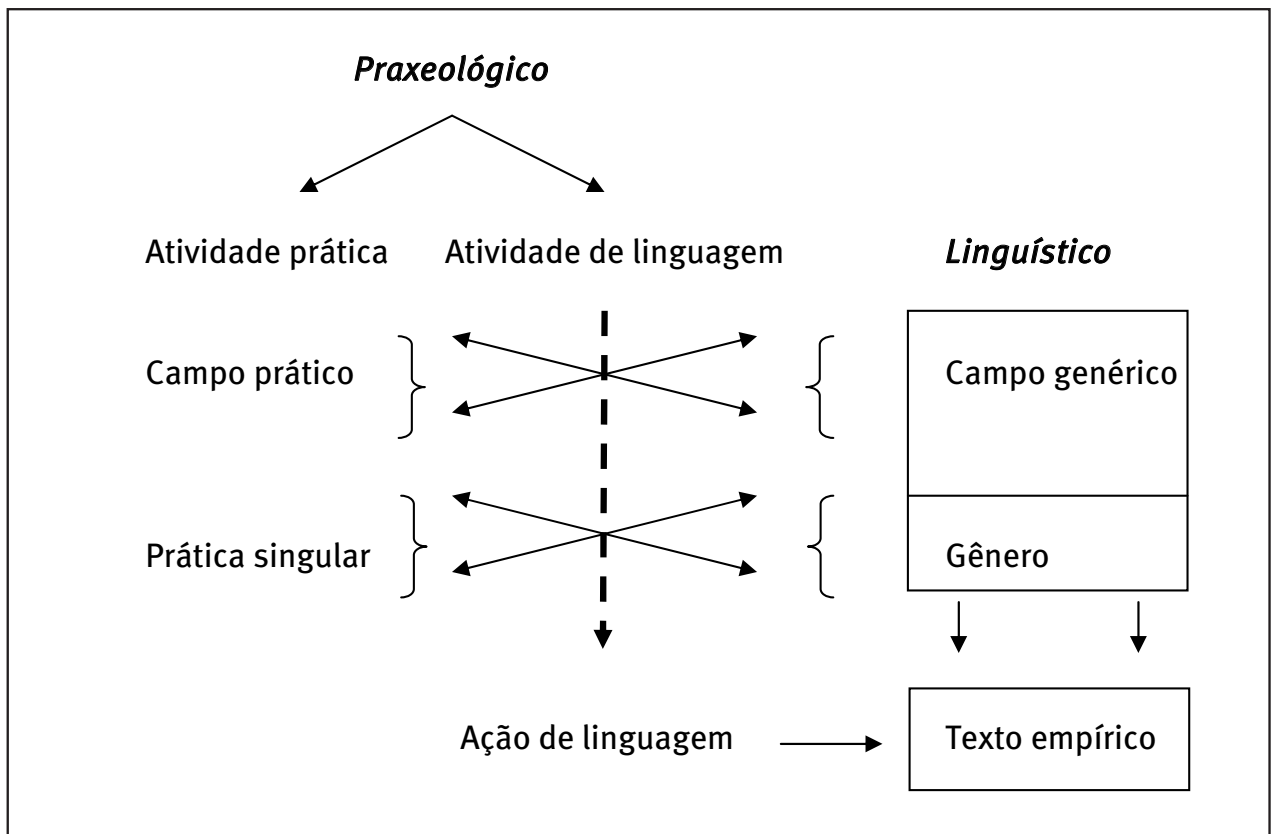 Praxeológico
Atividade prática
Atividade de linguagem
Linguístico
Campo prático
Campo genérico
Prática singular
Gênero
Ação de linguagem
Texto empírico